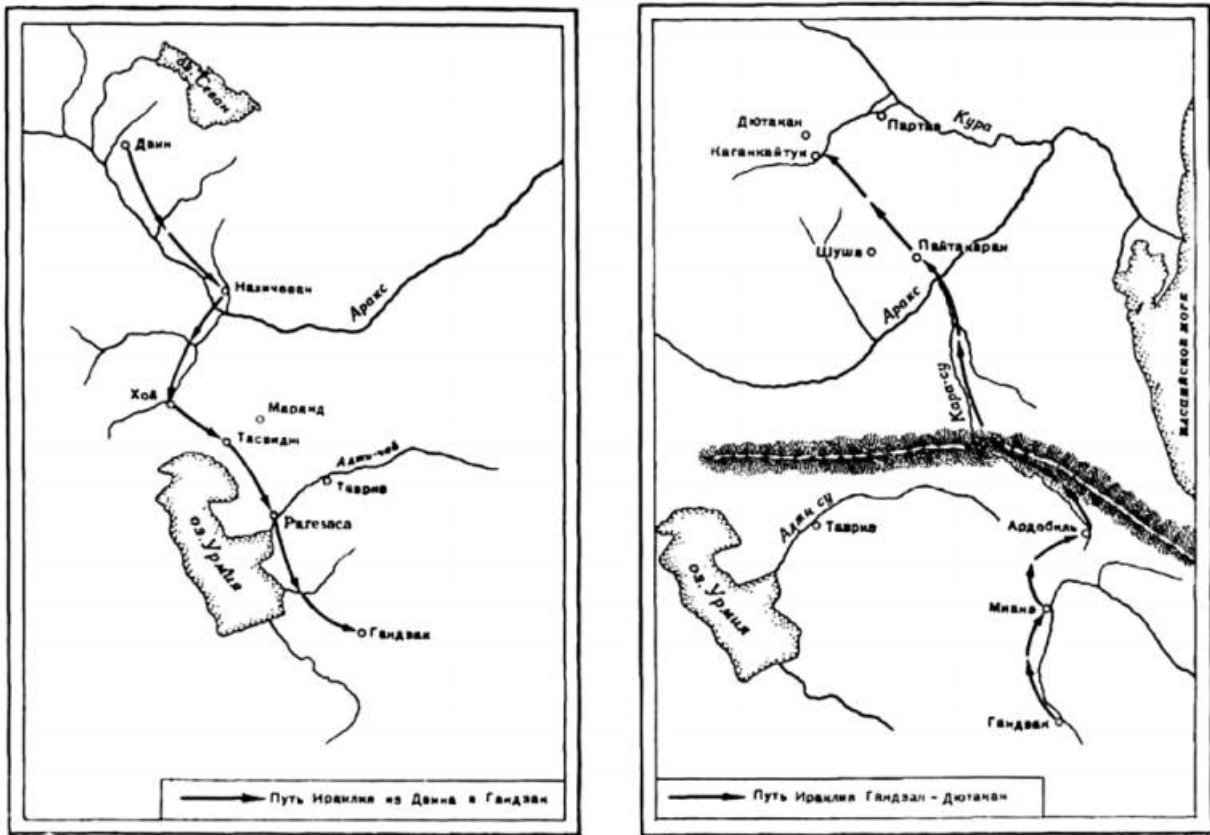 оз. Севан
Двин
Нахичеван
Аракс
Хой
Маранд
Тасвидж
Аджи-чай
Тавриз
Paresaca
оз. Урмия
Гандзак
Путь Ираклия из Двина в Гандзак
Дютакан
Партав
Кура
Каганкайтук
Шуша
Пайтакаран
Аракс
Кара-су
Каспийское море
Аджи су
Тавриз
Ардабиль
оз. Урмия
Миана
Гандзак
Путь Ираклия Гандзак - Дютакан